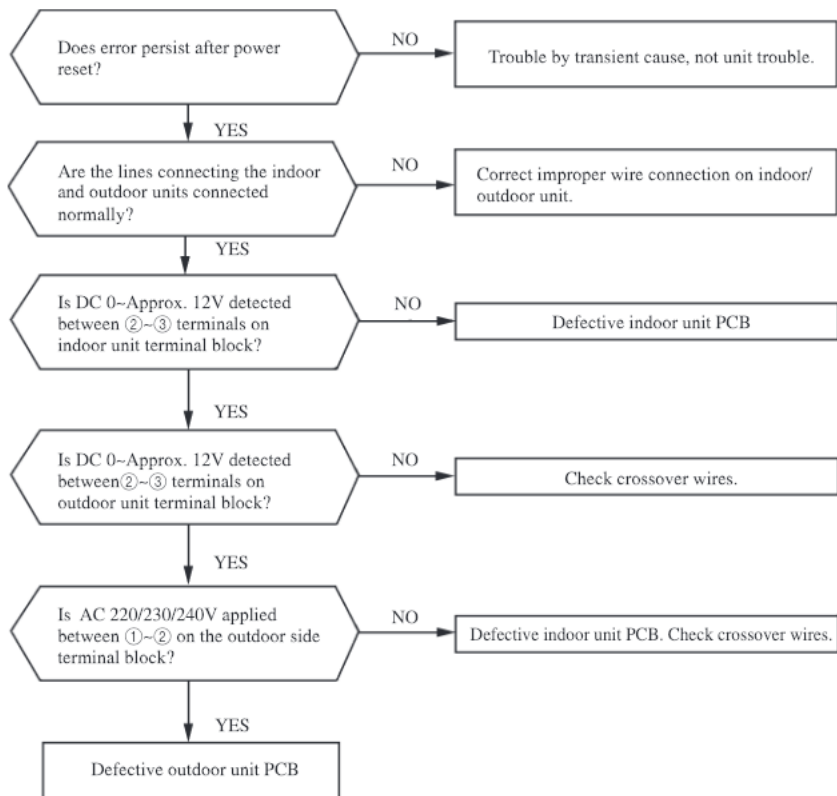 Does error persist after power
reset?
NO
Trouble by transient cause, not unit trouble.
YES
Are the lines connecting the indoor
and outdoor units connected
normally?
NO
Correct improper wire connection on indoor/
outdoor unit.
YES
Is DC 0~Approx. 12V detected
between ②~③ terminals on
indoor unit terminal block?
NO
Defective indoor unit PCB
YES
Is DC 0~Approx. 12V detected
between②~③ terminals on
outdoor unit terminal block?
NO
Check crossover wires.
YES
Is AC 220/230/240V applied
between ①~② on the outdoor side
terminal block?
NO
Defective indoor unit PCB. Check crossover wires.
YES
Defective outdoor unit PCB